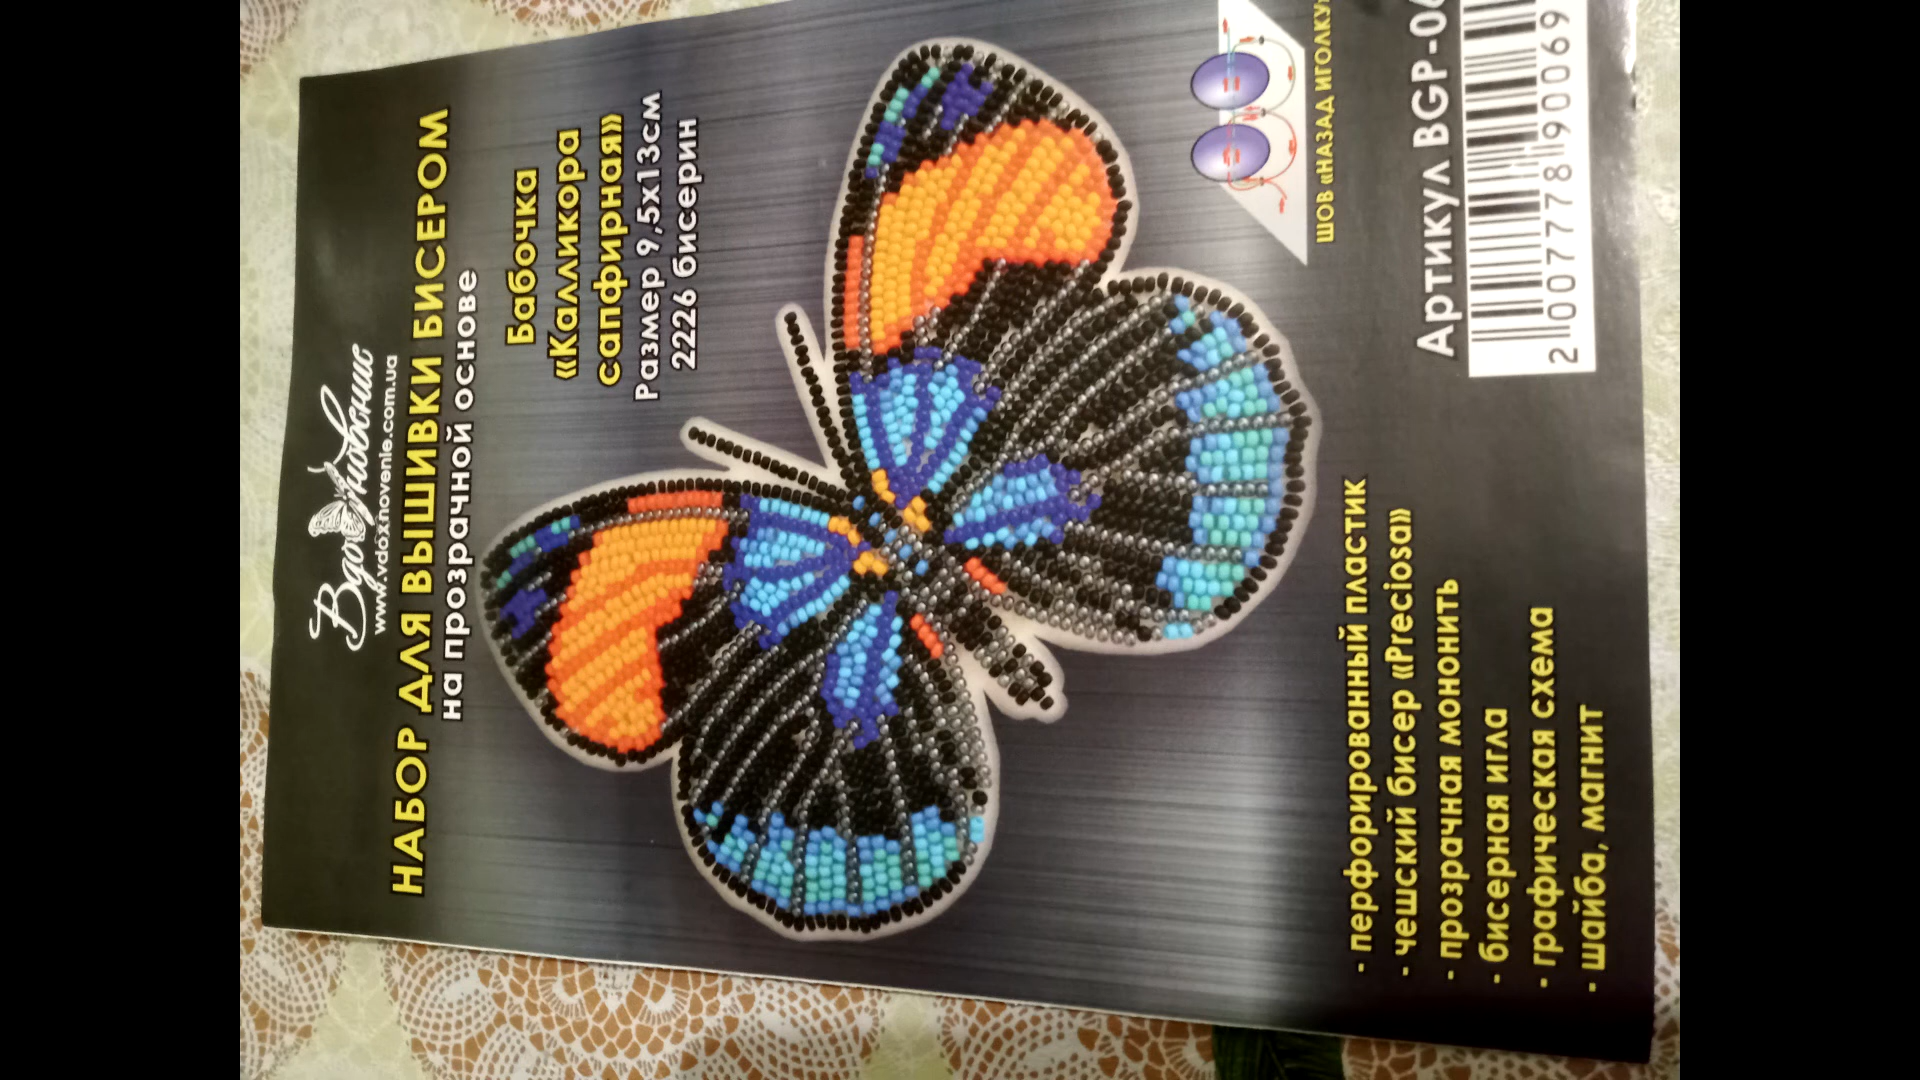 Вдохновение
www.vdoxnovenie.com.ua
НАБОР ДЛЯ ВЫШИВКИ БИСЕРОМ
на прозрачной основе
Бабочка
«Калликора
сапфирная»
Размер 9,5х13см
2226 бисерин
ШОВ «НАЗАД ИГОЛКУ»
- перфорированный пластик
- чешский бисер «Preciosa»
- прозрачная мононить
- бисерная игла
- графическая схема
- шайба, магнит
Артикул BGP-06
2 007778 90069